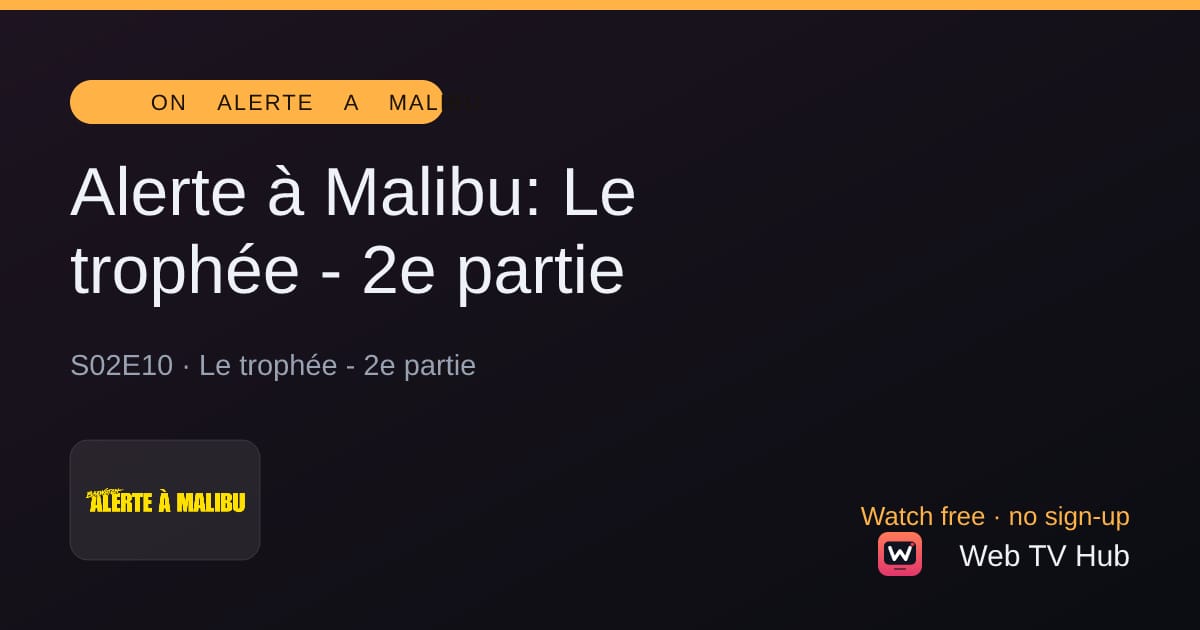 ON ALERTE A MALIBU
Alerte à Malibu: Le
trophée - 2e partie
S02E10 · Le trophée - 2e partie
ALERTE À MALIBU
Watch free · no sign-up
Web TV Hub